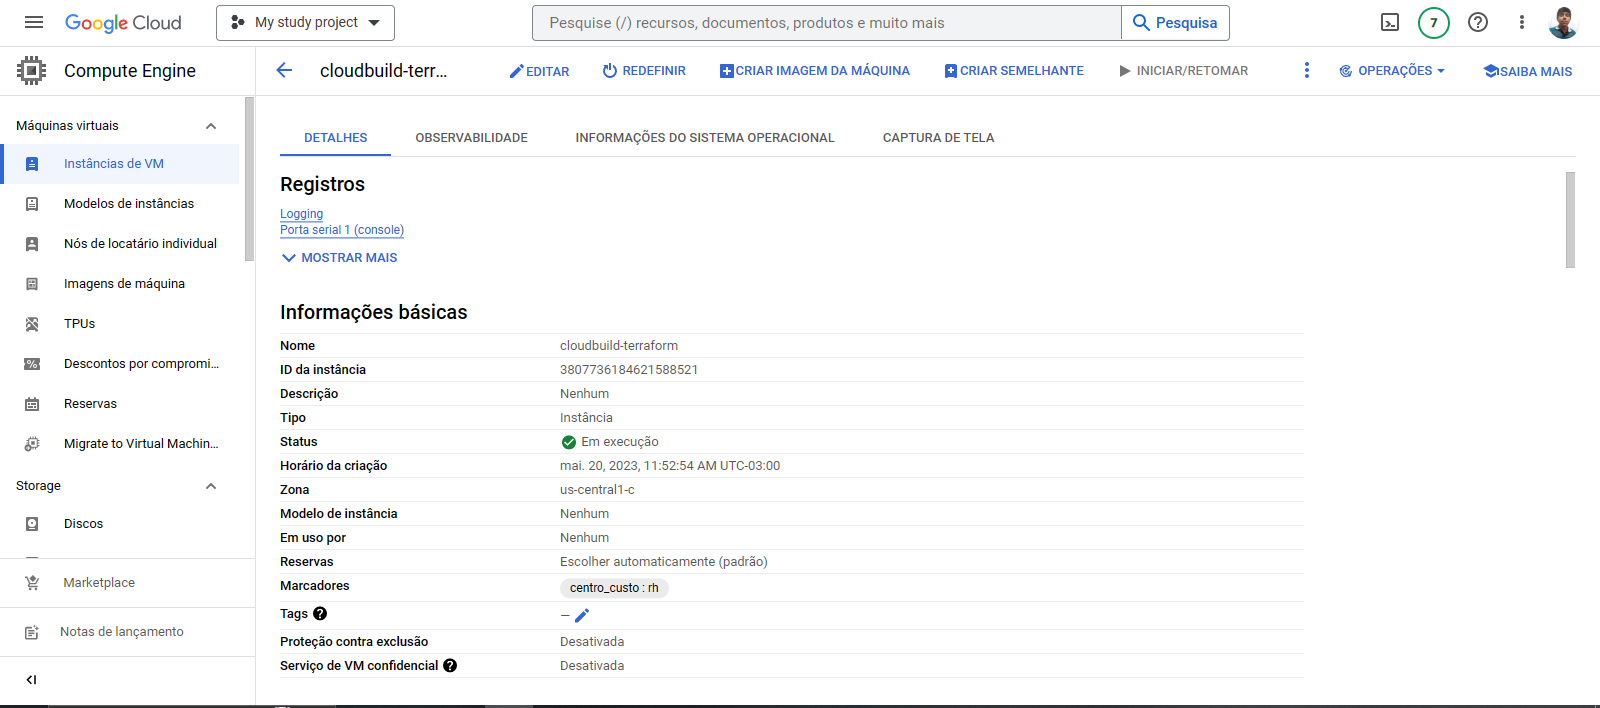 Google Cloud
My study project
Pesquise (/) recursos, documentos, produtos e muito mais
Pesquisa
7
Compute Engine
cloudbuild-terr...
EDITAR
REDEFINIR
CRIAR IMAGEM DA MÁQUINA
CRIAR SEMELHANTE
INICIAR/RETOMAR
OPERAÇÕES
SAIBA MAIS
Máquinas virtuais
Instâncias de VM
Modelos de instâncias
Nós de locatário individual
Imagens de máquina
TPUs
Descontos por compromi...
Reservas
Migrate to Virtual Machin...
Storage
Discos
Marketplace
Notas de lançamento
DETALHES
OBSERVABILIDADE
INFORMAÇÕES DO SISTEMA OPERACIONAL
CAPTURA DE TELA
Registros
Logging
Porta serial 1 (console)
MOSTRAR MAIS
Informações básicas
Nome cloudbuild-terraform
ID da instância 3807736184621588521
Descrição Nenhum
Tipo Instância
Status Em execução
Horário da criação mai. 20, 2023, 11:52:54 AM UTC-03:00
Zona us-central1-c
Modelo de instância Nenhum
Em uso por Nenhum
Reservas Escolher automaticamente (padrão)
Marcadores centro_custo : rh
Tags —
Proteção contra exclusão Desativada
Serviço de VM confidencial Desativada